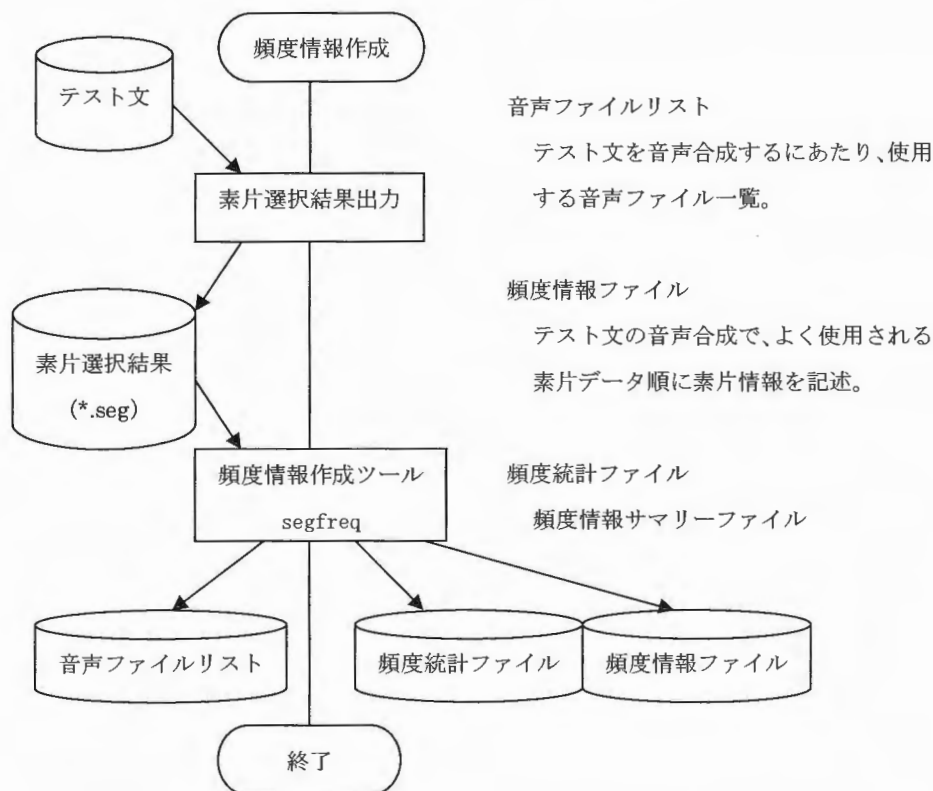 頻度情報作成
テスト文
素片選択結果出力
素片選択結果
(*.seg)
頻度情報作成ツール
segfreq
音声ファイルリスト
頻度統計ファイル
頻度情報ファイル
終了
音声ファイルリスト
テスト文を音声合成するにあたり、使用
する音声ファイル一覧。
頻度情報ファイル
テスト文の音声合成で、よく使用される
素片データ順に素片情報を記述。
頻度統計ファイル
頻度情報サマリーファイル